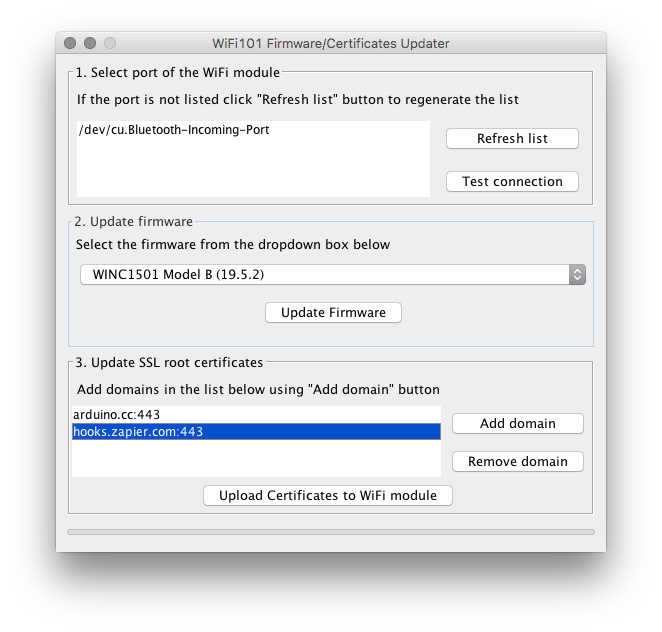 WiFi101 Firmware/Certificates Updater
1. Select port of the WiFi module
If the port is not listed click "Refresh list" button to regenerate the list
/dev/cu.Bluetooth-Incoming-Port
Refresh list
Test connection
2. Update firmware
Select the firmware from the dropdown box below
WINC1501 Model B (19.5.2)
Update Firmware
3. Update SSL root certificates
Add domains in the list below using "Add domain" button
arduino.cc:443
hooks.zapier.com:443
Add domain
Remove domain
Upload Certificates to WiFi module